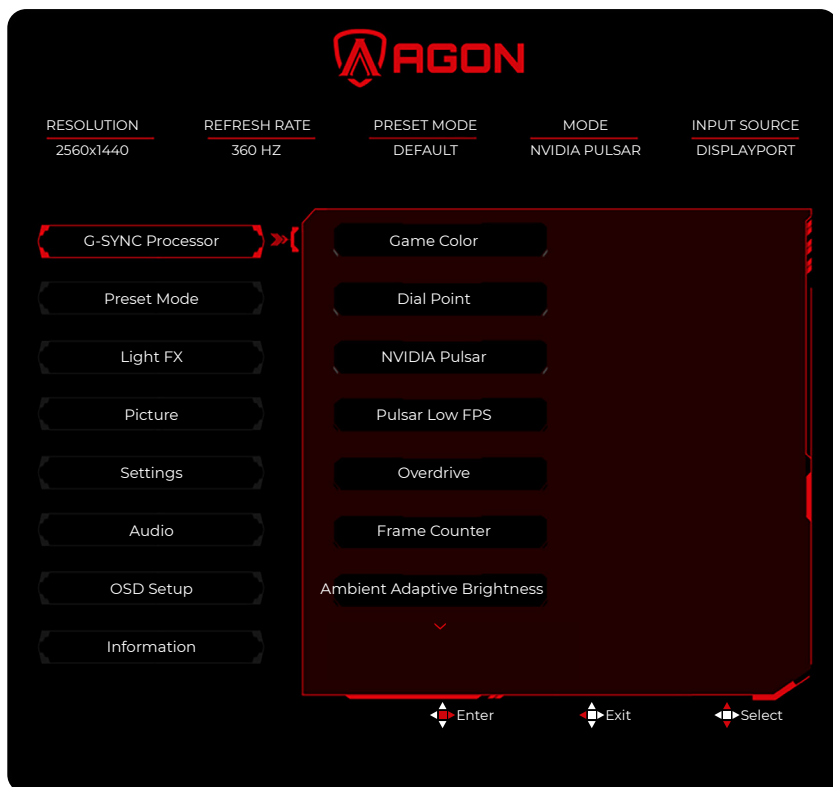 AGON
RESOLUTION REFRESH RATE PRESET MODE MODE INPUT SOURCE
2560x1440 360 HZ DEFAULT NVIDIA PULSAR DISPLAYPORT
G-SYNC Processor
Preset Mode
Light FX
Picture
Settings
Audio
OSD Setup
Information
Game Color
Dial Point
NVIDIA Pulsar
Pulsar Low FPS
Overdrive
Frame Counter
Ambient Adaptive Brightness
Enter Exit Select